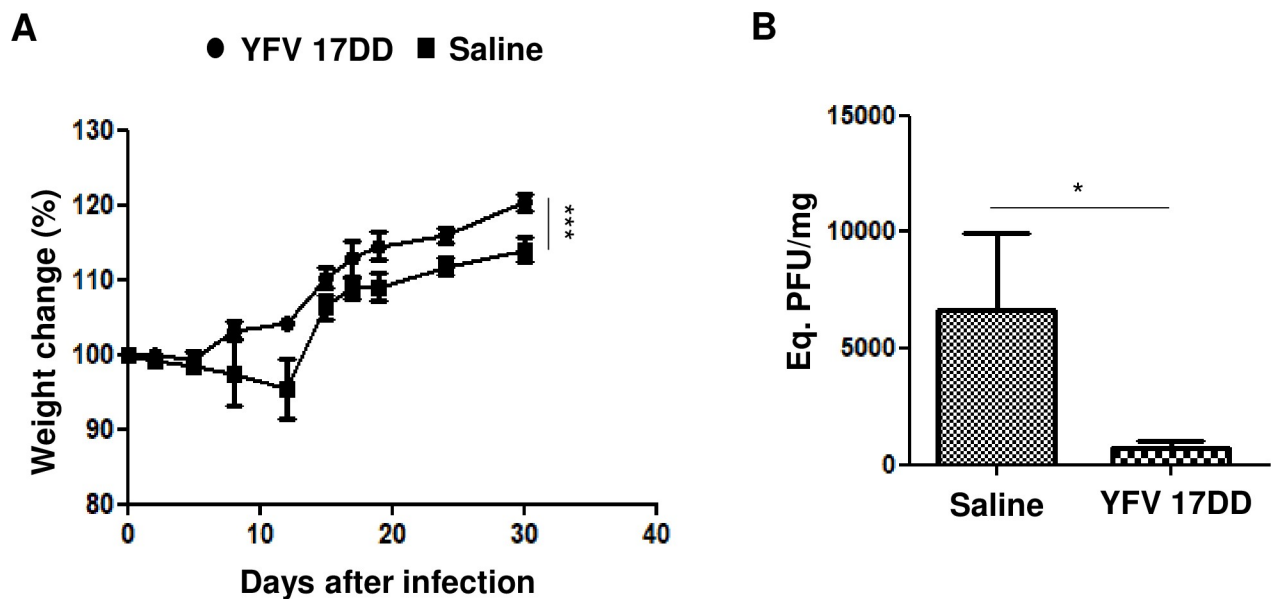 A
YFV 17DD Saline
130
120
110
100
90
80
Weight change (%)
***
0 10 20 30 40
Days after infection
B
15000
10000
5000
0
Eq. PFU/mg
*
Saline YFV 17DD